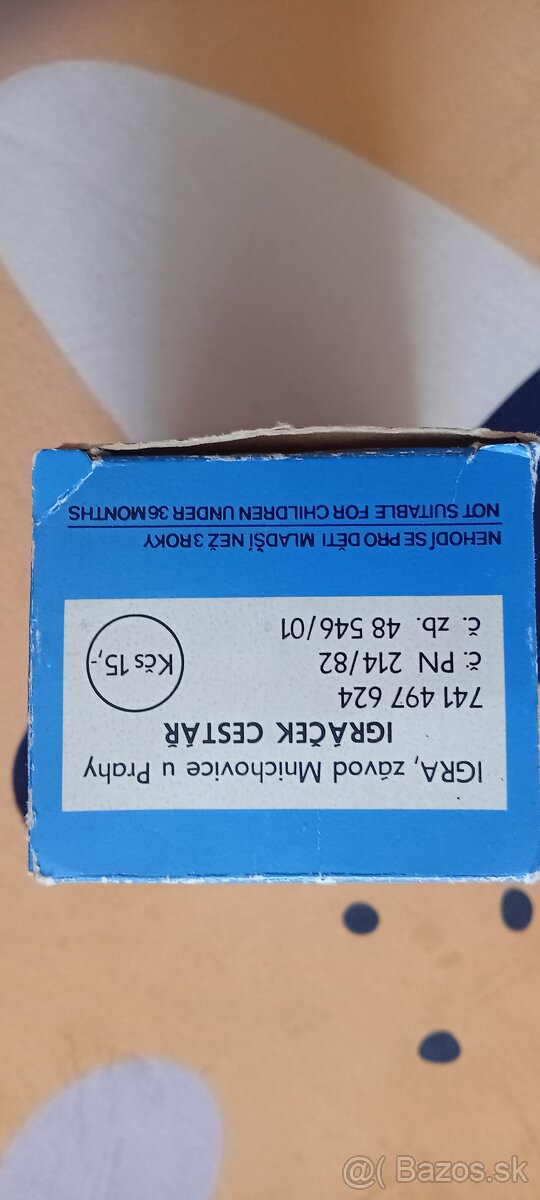 IGRA, závod Mnichovice u Prahy
IGRÁČEK CESTÁŘ
741 497 624
č. PN 214/82
č. zb. 48 546/01
Kčs 15,-
NEHODÍ SE PRO DĚTI MLADŠÍ NEŽ 3 ROKY
NOT SUITABLE FOR CHILDREN UNDER 36 MONTHS
@( Bazos.sk